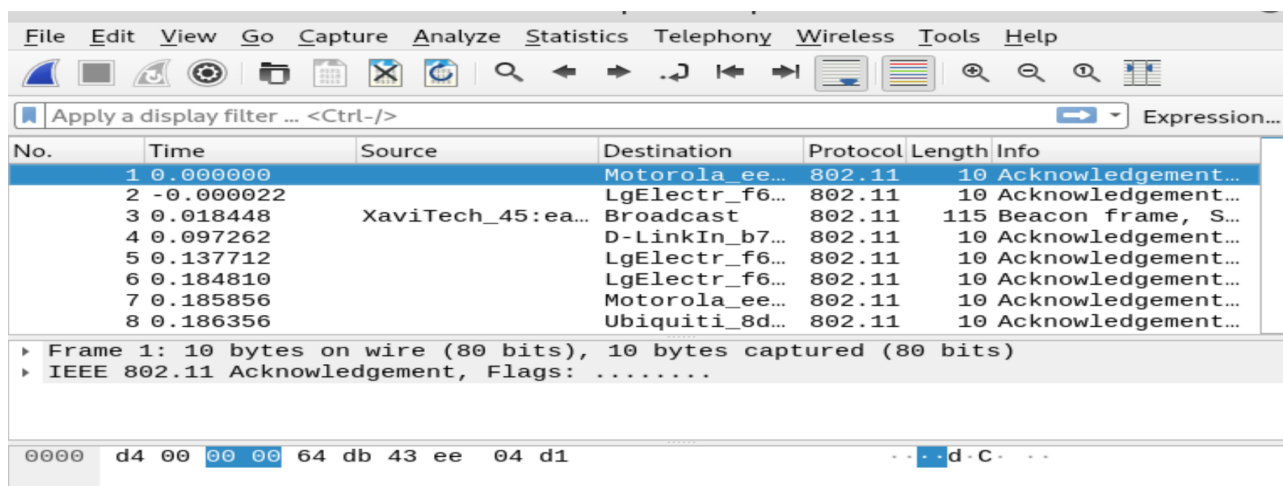 File Edit View Go Capture Analyze Statistics Telephony Wireless Tools Help
Apply a display filter ... <Ctrl-/> Expression...
No. Time Source Destination Protocol Length Info
1 0.000000 Motorola_ee… 802.11 10 Acknowledgement…
2 -0.000022 LgElectr_f6… 802.11 10 Acknowledgement…
3 0.018448 XaviTech_45:ea… Broadcast 802.11 115 Beacon frame, S…
4 0.097262 D-LinkIn_b7… 802.11 10 Acknowledgement…
5 0.137712 LgElectr_f6… 802.11 10 Acknowledgement…
6 0.184810 LgElectr_f6… 802.11 10 Acknowledgement…
7 0.185856 Motorola_ee… 802.11 10 Acknowledgement…
8 0.186356 Ubiquiti_8d… 802.11 10 Acknowledgement…
Frame 1: 10 bytes on wire (80 bits), 10 bytes captured (80 bits)
IEEE 802.11 Acknowledgement, Flags: ........
0000 d4 00 00 00 64 db 43 ee 04 d1 ····d·C· ··